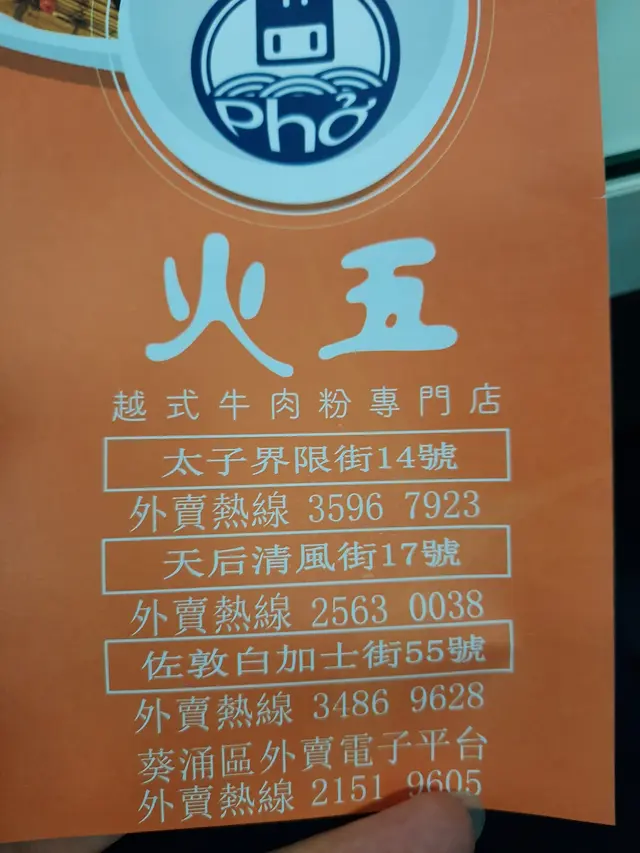 Phở
火五
越式牛肉粉專門店
太子界限街14號
外賣熱線 3596 7923
天后清風街17號
外賣熱線 2563 0038
佐敦白加士街55號
外賣熱線 3486 9628
葵涌區外賣電子平台
外賣熱線 2151 9605